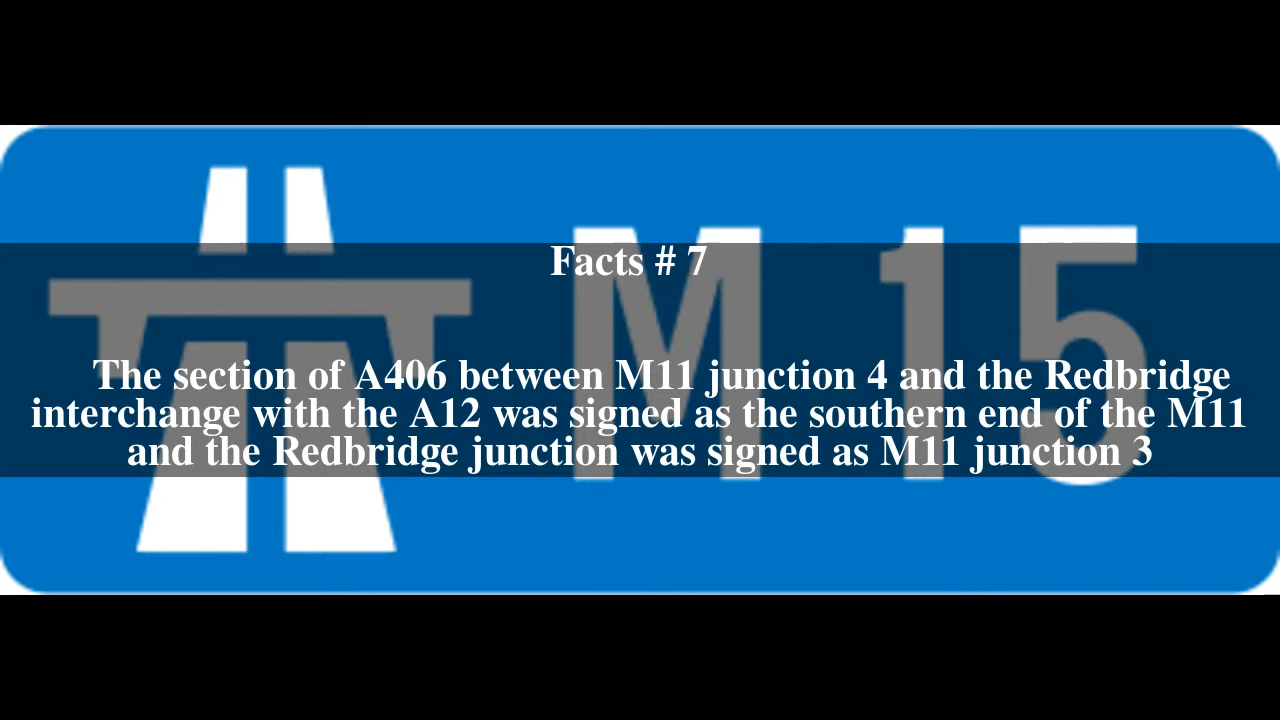 Facts # 7
M 15
The section of A406 between M11 junction 4 and the Redbridge
interchange with the A12 was signed as the southern end of the M11
and the Redbridge junction was signed as M11 junction 3